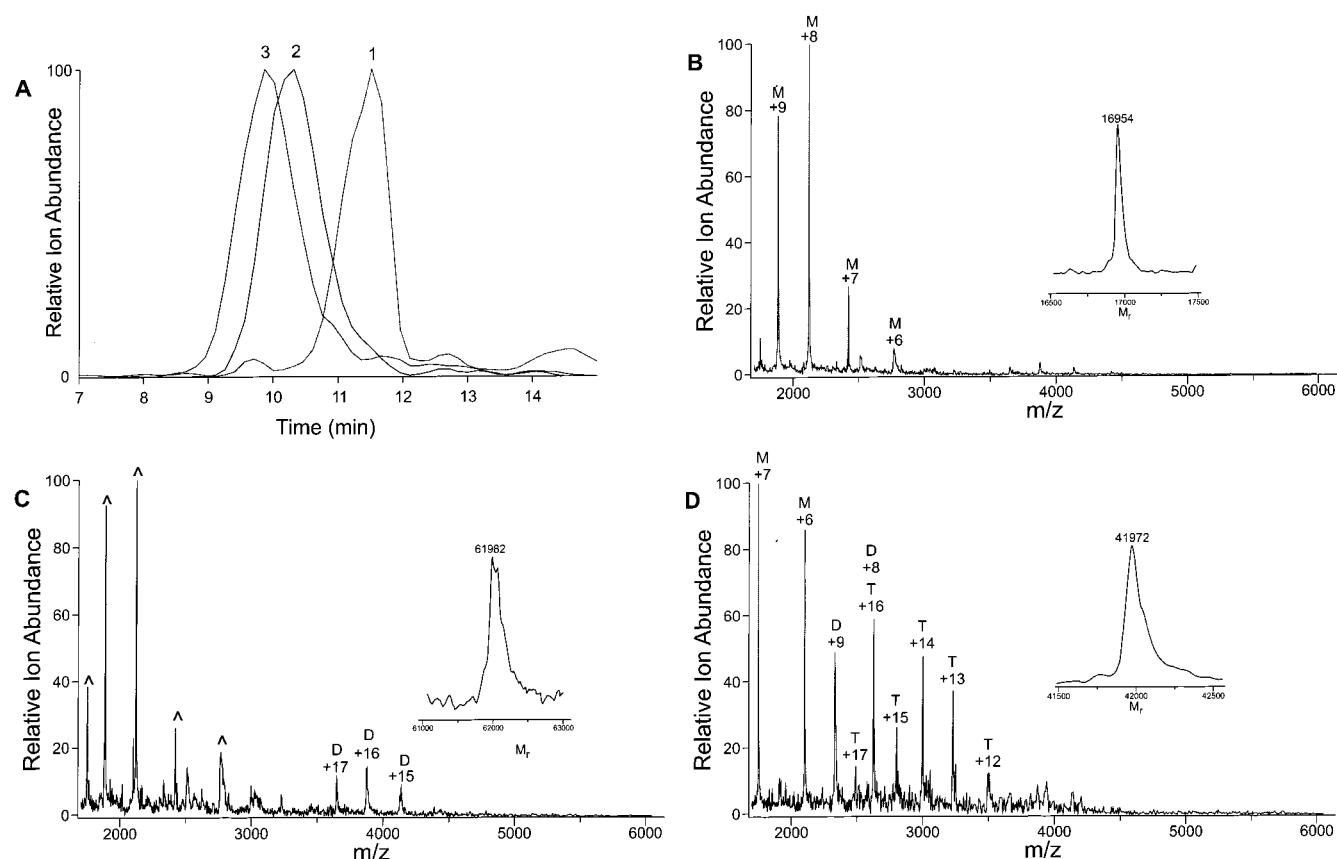 A
3 2 1
100
Relative Ion Abundance
0
7 8 9 10 11 12 13 14
Time (min)
B
M
+8
M
+9
M
+7
M
+6
100
80
60
40
20
0
Relative Ion Abundance
2000 3000 4000 5000 6000
m/z
16954
16500 17000 17500
Mr
C
^ ^ ^ ^ ^
D
+17
D
+16
D
+15
100
80
60
40
20
0
Relative Ion Abundance
2000 3000 4000 5000 6000
m/z
61982
61000 62000 63000
Mr
D
M
+7
M
+6
D
+9
T
+17
D
+8
T
+16
T
+15
T
+14
T
+13
T
+12
100
80
60
40
20
0
Relative Ion Abundance
2000 3000 4000 5000 6000
m/z
41972
41500 42000 42500
Mr